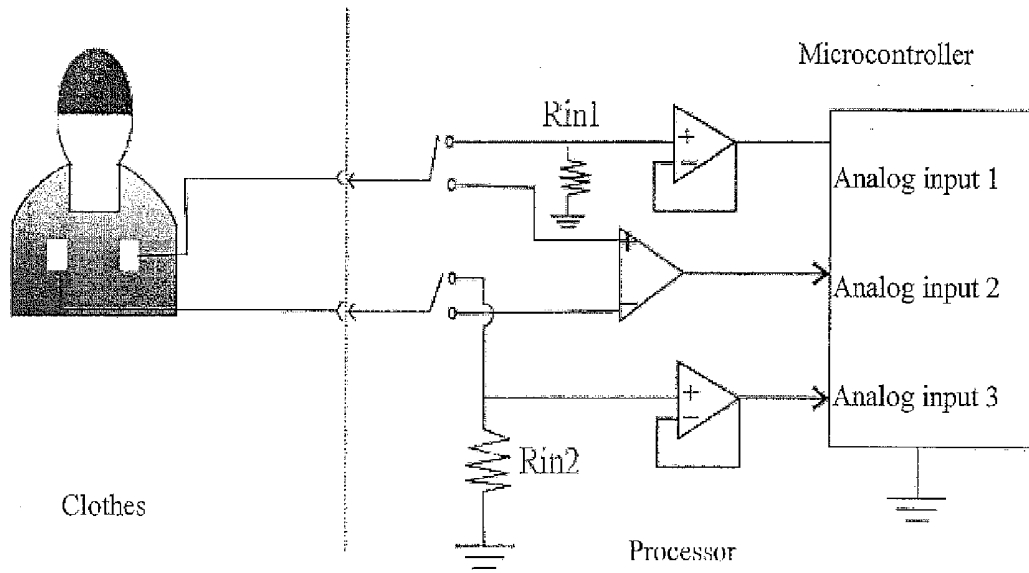 Microcontroller
Rin1
+
−
Analog input 1
+
−
Analog input 2
+
−
Analog input 3
Rin2
Clothes
Processor